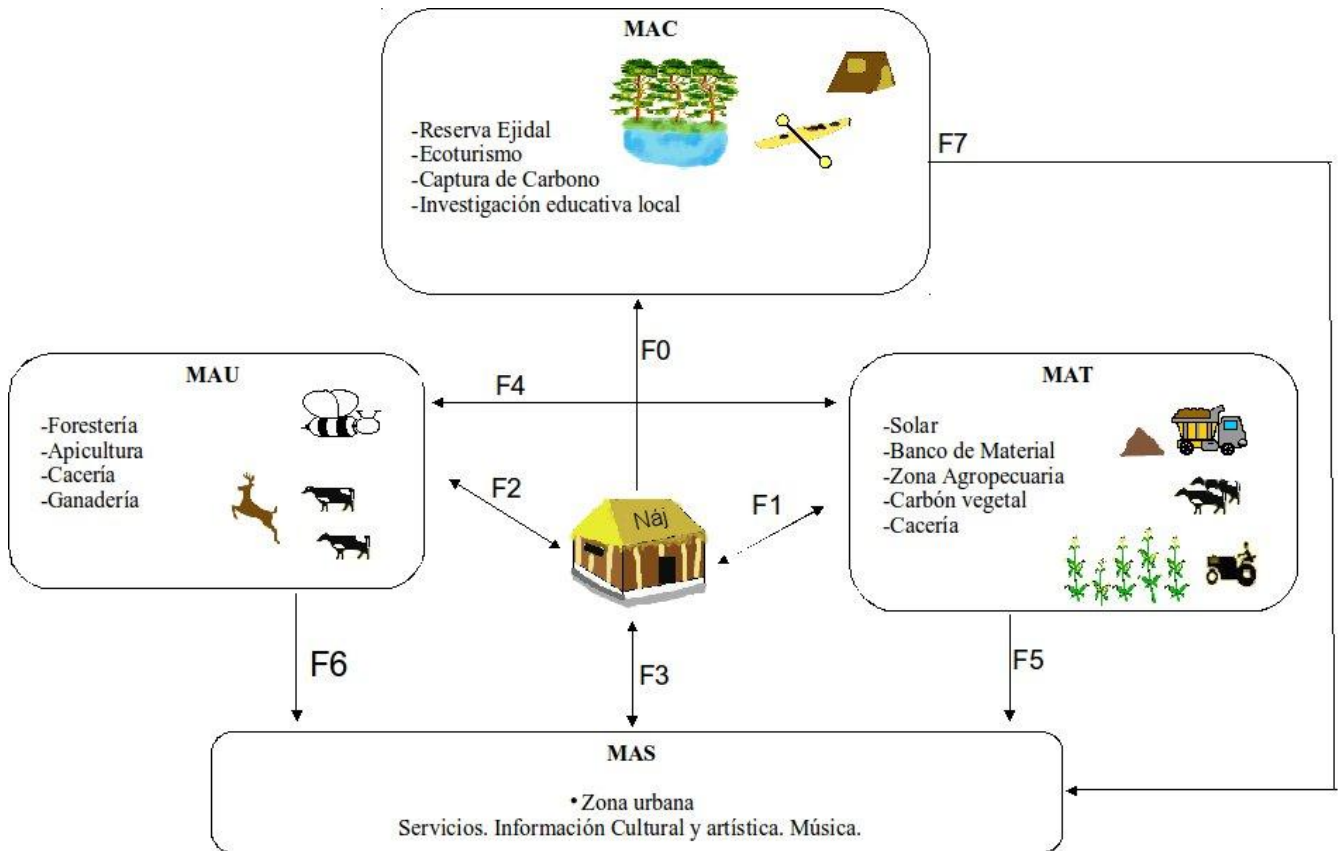 MAC
-Reserva Ejidal
-Ecoturismo
-Captura de Carbono
-Investigación educativa local
F7
F0
MAU
-Forestería
-Apicultura
-Cacería
-Ganadería
F4
MAT
-Solar
-Banco de Material
-Zona Agropecuaria
-Carbón vegetal
-Cacería
F2
Náj
F1
F6
F3
F5
MAS
• Zona urbana
Servicios. Información Cultural y artística. Música.